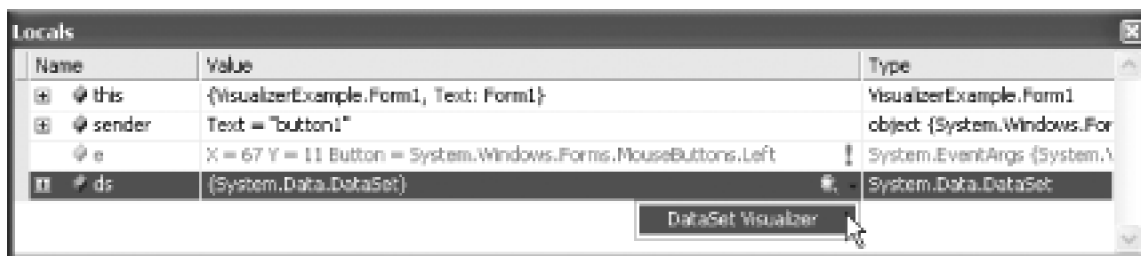 Locals
Name Value Type
this {VisualizerExample.Form1, Text: Form1} VisualizerExample.Form1
sender Text = "button1" object {System.Windows.For
e X = 67 Y = 11 Button = System.Windows.Forms.MouseButtons.Left ! System.EventArgs {System.\
ds {System.Data.DataSet} System.Data.DataSet
DataSet Visualizer